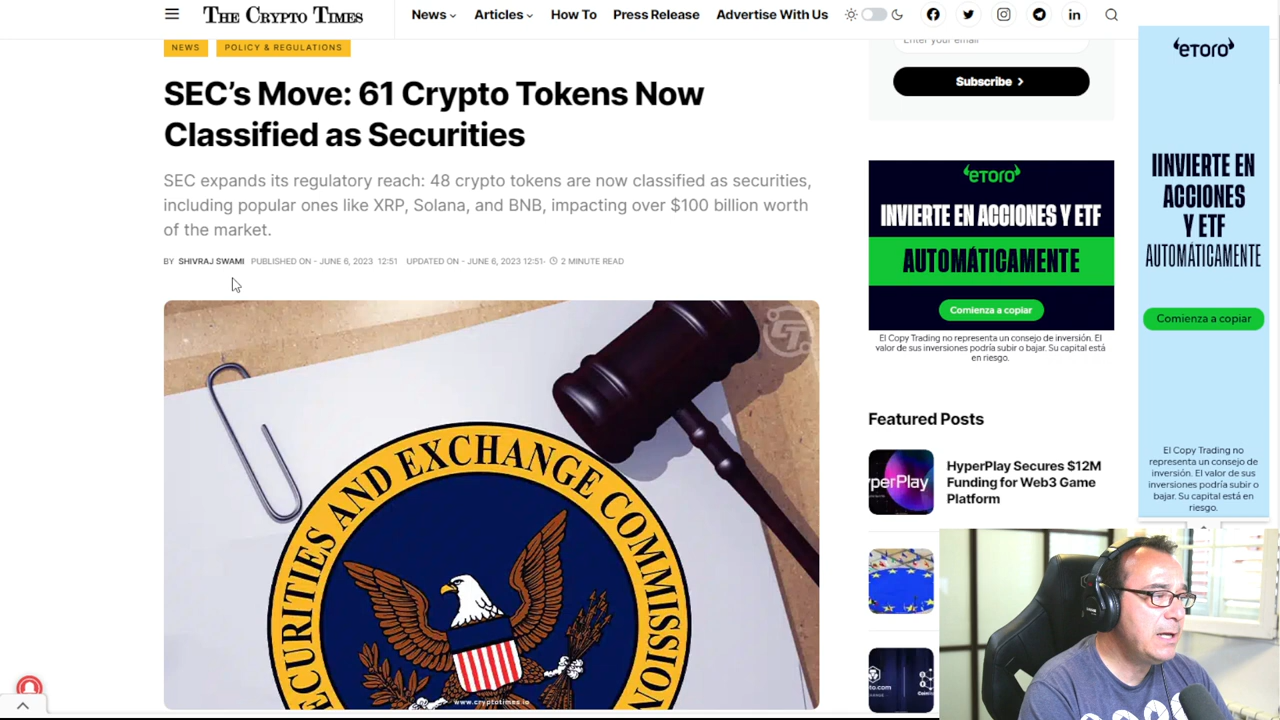 THE CRYPTO TIMES
News
Articles
How To
Press Release
Advertise With Us
NEWS
POLICY & REGULATIONS
SEC's Move: 61 Crypto Tokens Now
Classified as Securities
SEC expands its regulatory reach: 48 crypto tokens are now classified as securities,
including popular ones like XRP, Solana, and BNB, impacting over $100 billion worth
of the market.
BY SHIVRAJ SWAMI PUBLISHED ON - JUNE 6, 2023 12:51 UPDATED ON - JUNE 6, 2023 12:51 2 MINUTE READ
SECURITIES AND EXCHANGE COMMISSION
www.cryptotimes.io
Enter your email
Subscribe
eToro
INVIERTE EN ACCIONES Y ETF
AUTOMÁTICAMENTE
Comienza a copiar
El Copy Trading no representa un consejo de inversión. El
valor de sus inversiones podría subir o bajar. Su capital está
en riesgo.
Featured Posts
HyperPlay Secures $12M
Funding for Web3 Game
Platform
yperPlay
eToro
IINVIERTE EN
ACCIONES
Y ETF
AUTOMÁTICAMENTE
Comienza a copiar
El Copy Trading no
representa un consejo de
inversión. El valor de sus
inversiones podría subir o
bajar. Su capital está en
riesgo.